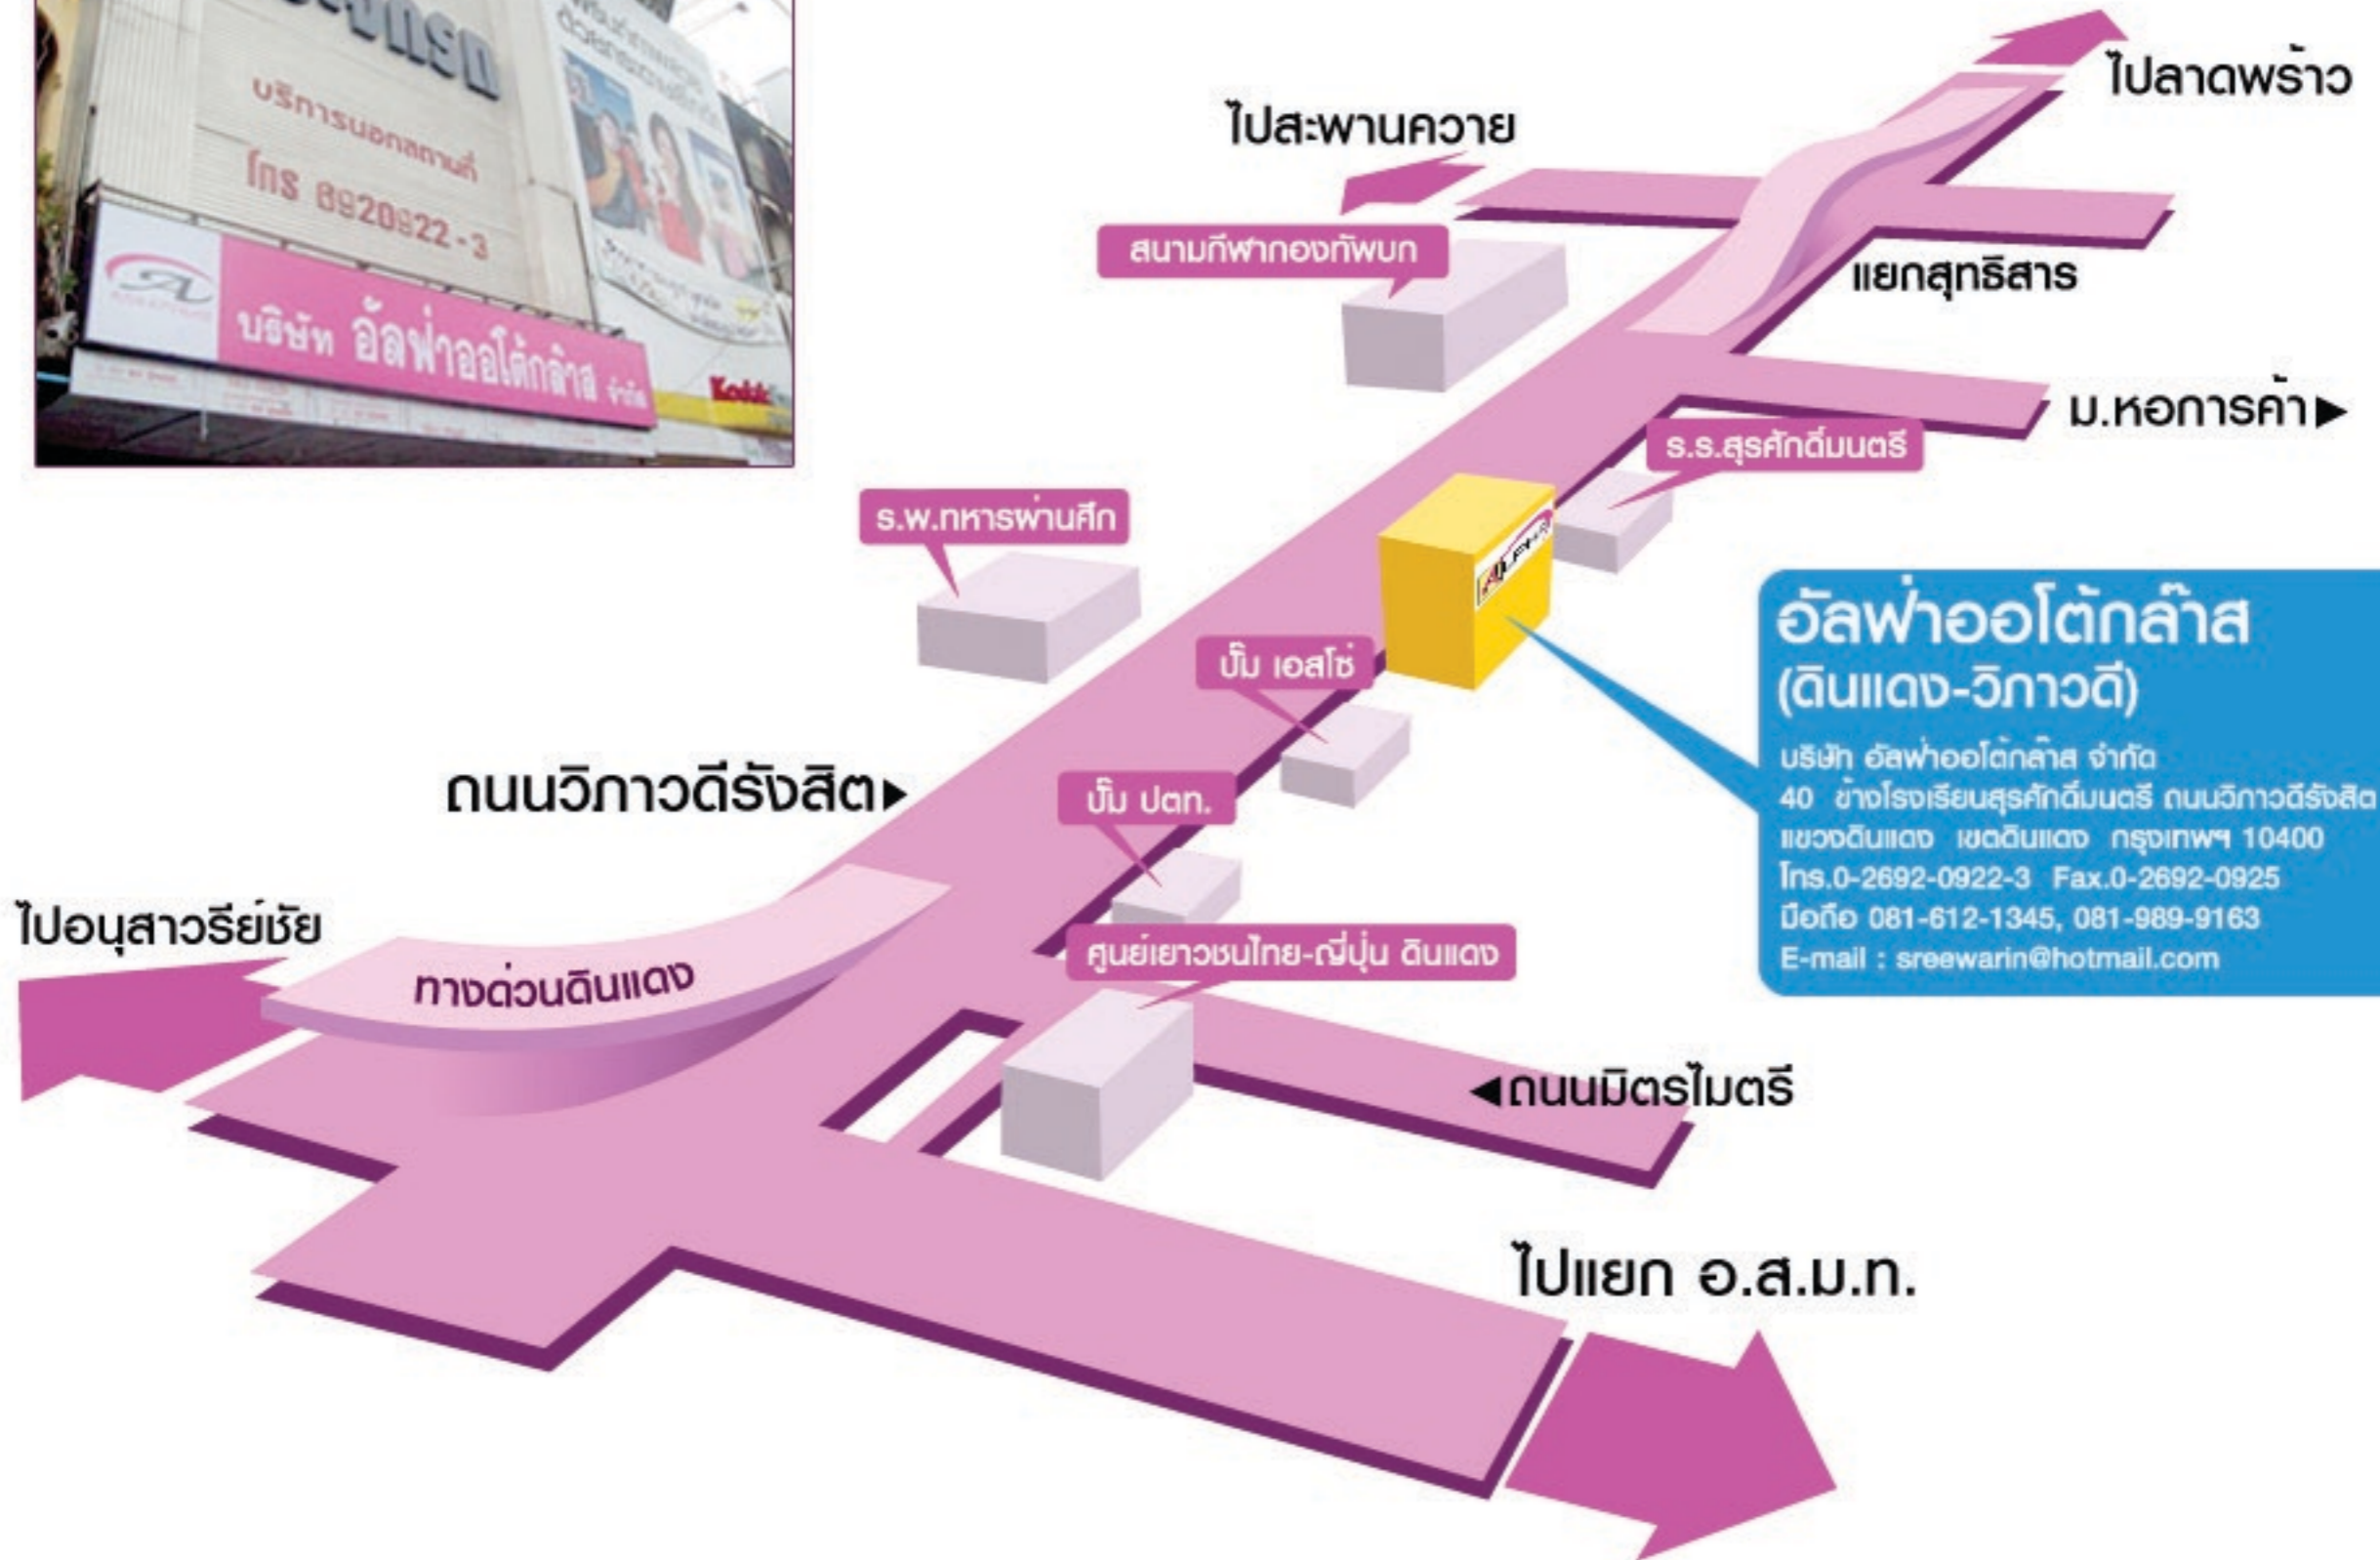 บริการนอกสถานที่
โทร 6920922-3
บริษัท อัลฟ่าออโต้กล๊าส จำกัด
ไปลาดพร้าว
ไปสะพานควาย
สนามกีฬากองทัพบก
แยกสุทธิสาร
ม.หอการค้า
ร.ร.สุรศักดิ์มนตรี
ร.พ.ทหารผ่านศึก
อัลฟ่าออโต้กล๊าส
(ดินแดง-วิภาวดี)
บริษัท อัลฟ่าออโต้กล๊าส จำกัด
40 ข้างโรงเรียนสุรศักดิ์มนตรี ถนนวิภาวดีรังสิต
แขวงดินแดง เขตดินแดง กรุงเทพฯ 10400
โทร.0-2692-0922-3 Fax.0-2692-0925
มือถือ 081-612-1345, 081-989-9163
E-mail : sreewarin@hotmail.com
ปั๊ม เอสโซ่
ถนนวิภาวดีรังสิต
ปั๊ม ปตท.
ไปอนุสาวรีย์ชัย
ทางด่วนดินแดง
ศูนย์เยาวชนไทย-ญี่ปุ่น ดินแดง
ถนนมิตรไมตรี
ไปแยก อ.ส.ม.ท.